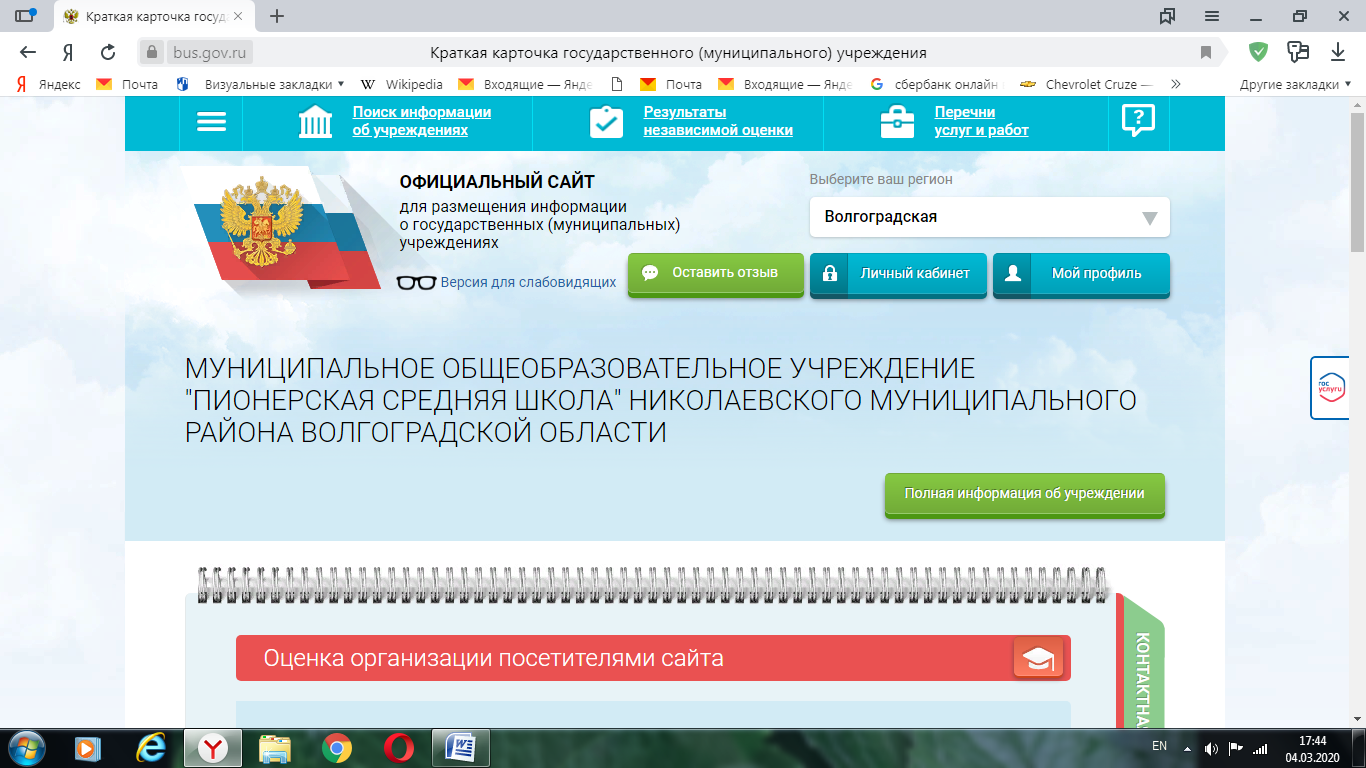 Краткая карточка госуд
bus.gov.ru
Краткая карточка государственного (муниципального) учреждения
Яндекс
Почта
Визуальные закладки
Wikipedia
Входящие — Янде
Почта
Входящие — Янде
сбербанк онлайн
Chevrolet Cruze —
Другие закладки
Поиск информации
об учреждениях
Результаты
независимой оценки
Перечни
услуг и работ
ОФИЦИАЛЬНЫЙ САЙТ
для размещения информации
о государственных (муниципальных)
учреждениях
Версия для слабовидящих
Выберите ваш регион
Волгоградская
Оставить отзыв
Личный кабинет
Мой профиль
МУНИЦИПАЛЬНОЕ ОБЩЕОБРАЗОВАТЕЛЬНОЕ УЧРЕЖДЕНИЕ
"ПИОНЕРСКАЯ СРЕДНЯЯ ШКОЛА" НИКОЛАЕВСКОГО МУНИЦИПАЛЬНОГО
РАЙОНА ВОЛГОГРАДСКОЙ ОБЛАСТИ
гос
услуги
Полная информация об учреждении
Оценка организации посетителями сайта
КОНТАКТНА
EN
17:44
04.03.2020